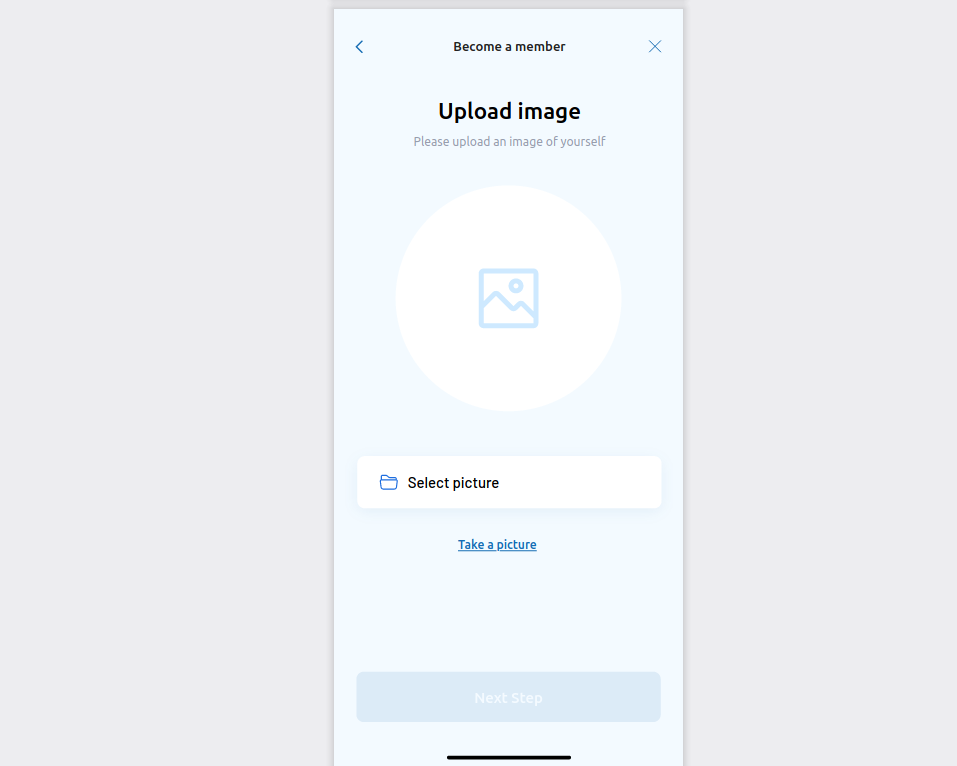 Become a member
Upload image
Please upload an image of yourself
Select picture
Take a picture
Next Step